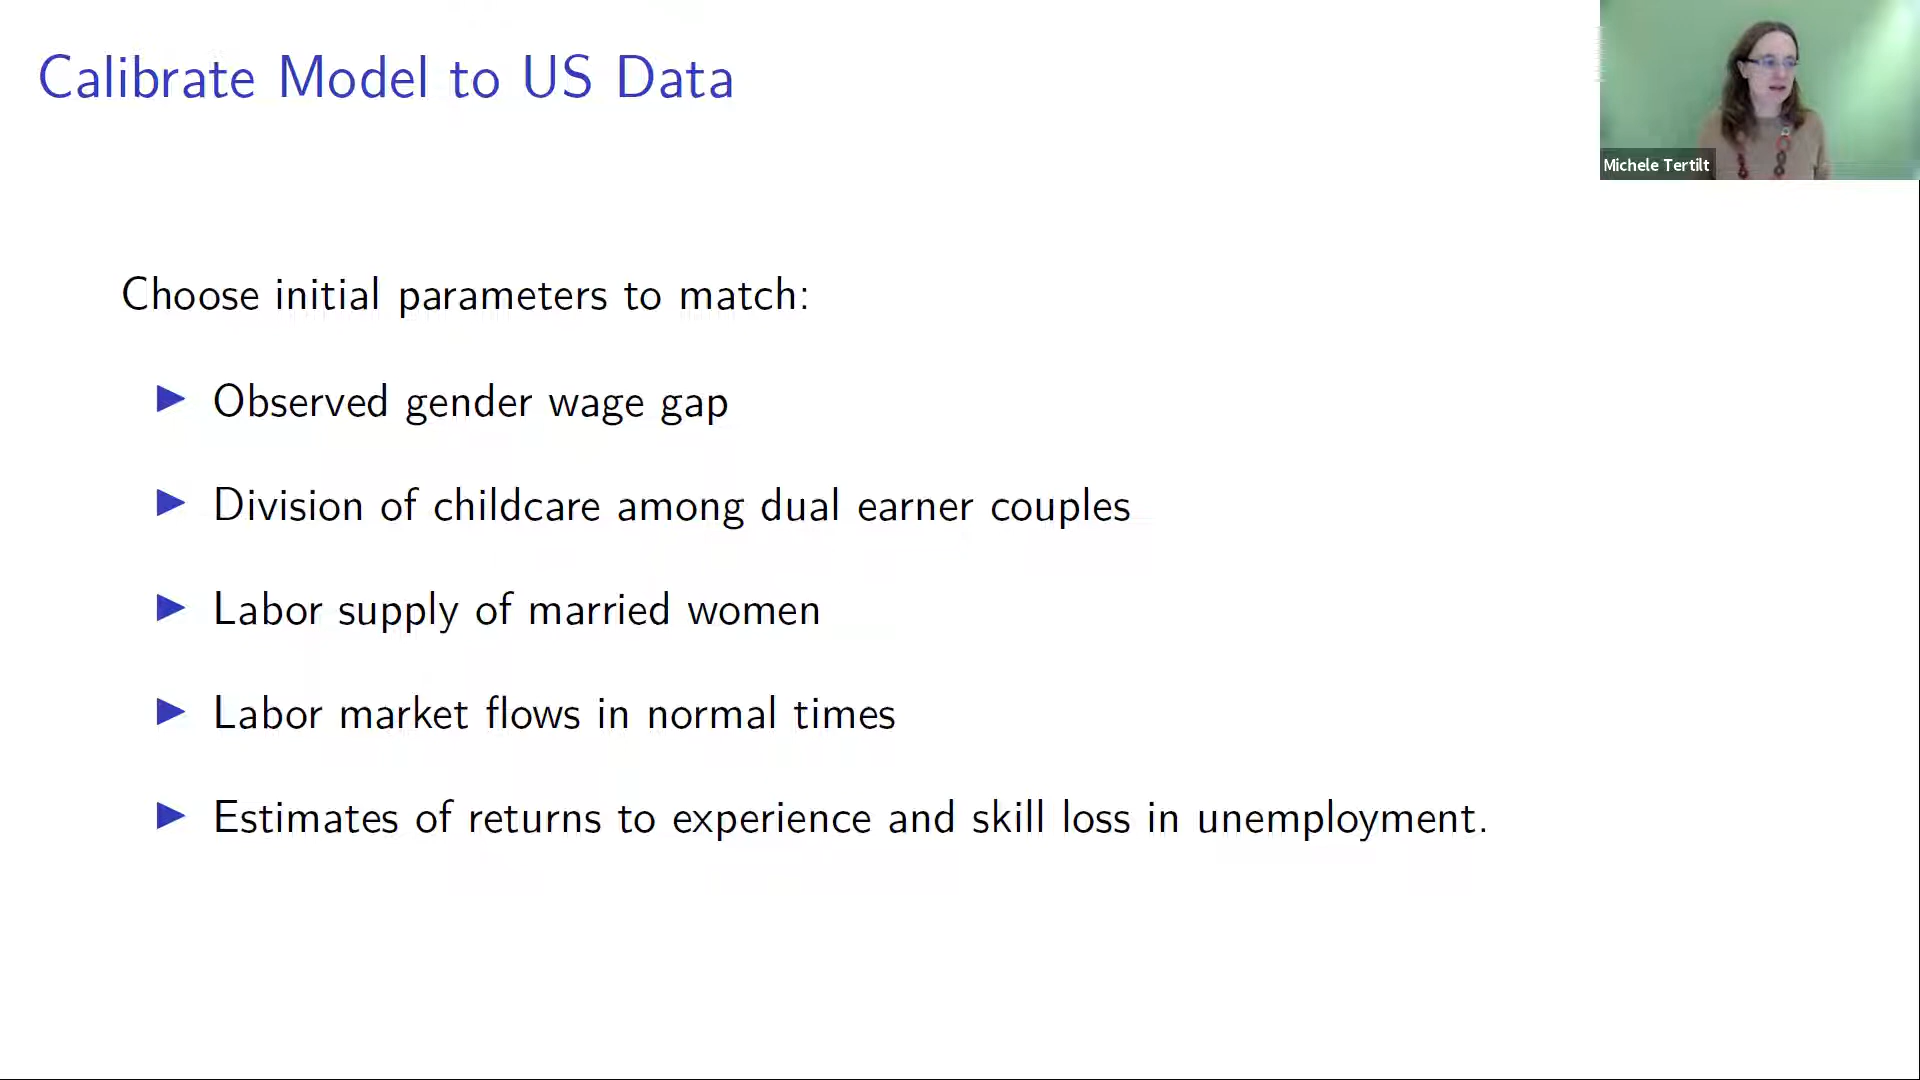 Calibrate Model to US Data
Michele Tertilt
Choose initial parameters to match:
Observed gender wage gap
Division of childcare among dual earner couples
Labor supply of married women
Labor market flows in normal times
Estimates of returns to experience and skill loss in unemployment.